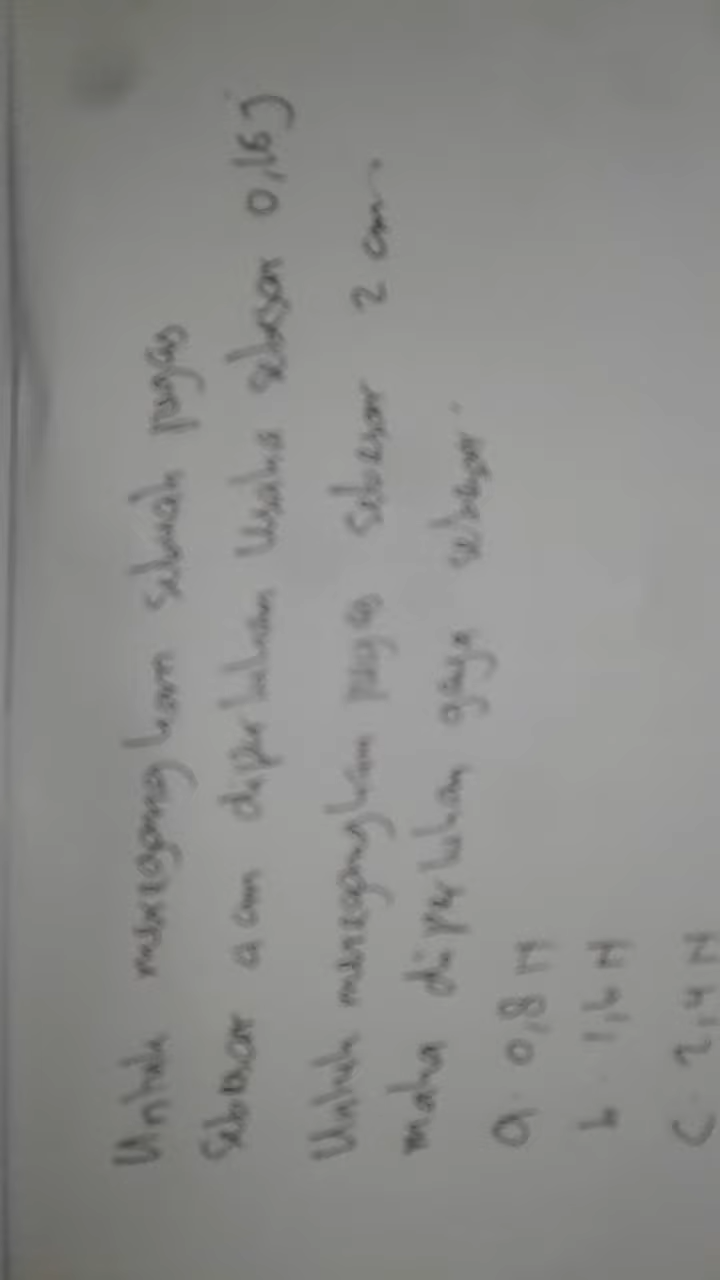 Untuk meregangkan sebuah pegas
sebesar 4 cm diperlukan usaha sebesar 0,16 J
Untuk meregangkan pegas sebesar 2 cm.
maka diperlukan gaya sebesar.
a. 0,8 N
b. 1,6 N
c. 2,4 N